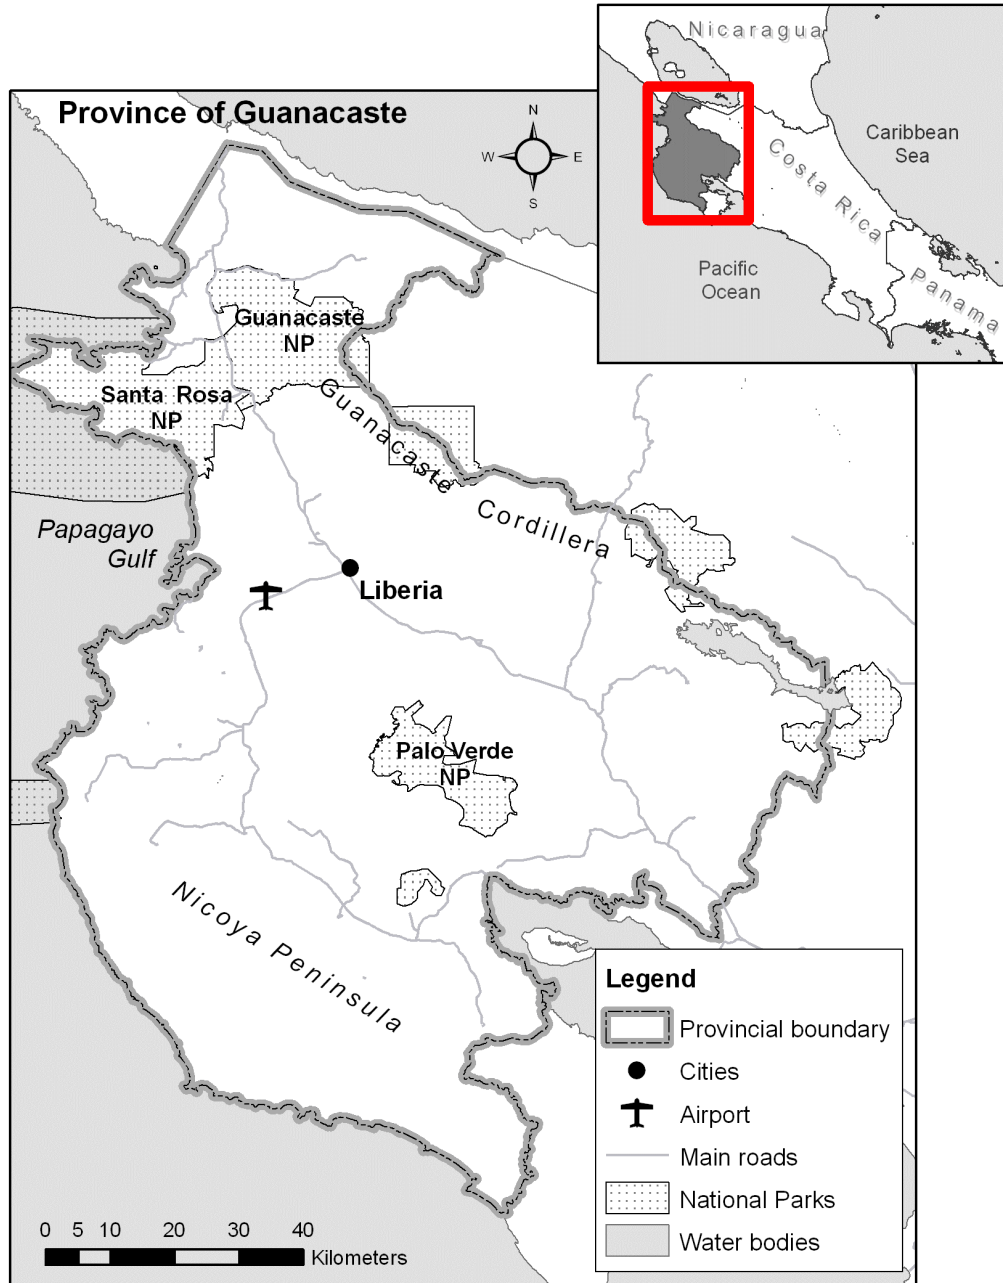 Province of Guanacaste
N
W
E
S
Nicaragua
Caribbean
Sea
Costa Rica
Pacific
Ocean
Panama
Guanacaste
NP
Santa Rosa
NP
Guanacaste Cordillera
Papagayo
Gulf
Liberia
Palo Verde
NP
Nicoya Peninsula
Legend
Provincial boundary
Cities
Airport
Main roads
National Parks
Water bodies
0 5 10 20 30 40
Kilometers